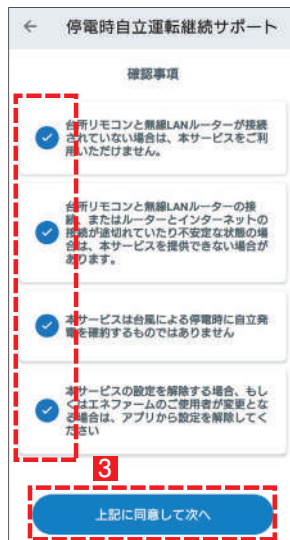 ← 停電時自立運転継続サポート
確認事項
台所リモコンと無線LANルーターが接続
されていない場合は、本サービスをご利
用いただけません。
台所リモコンと無線LANルーターの接
続、またはルーターとインターネットの
接続が途切れていたり不安定な状態の場
合は、本サービスを提供できない場合が
あります。
本サービスは台風による停電時に自立発
電を確約するものではありません
本サービスの設定を解除する場合、もし
くはエネファームのご使用者が変更とな
る場合は、アプリから設定を解除してく
ださい
3
上記に同意して次へ